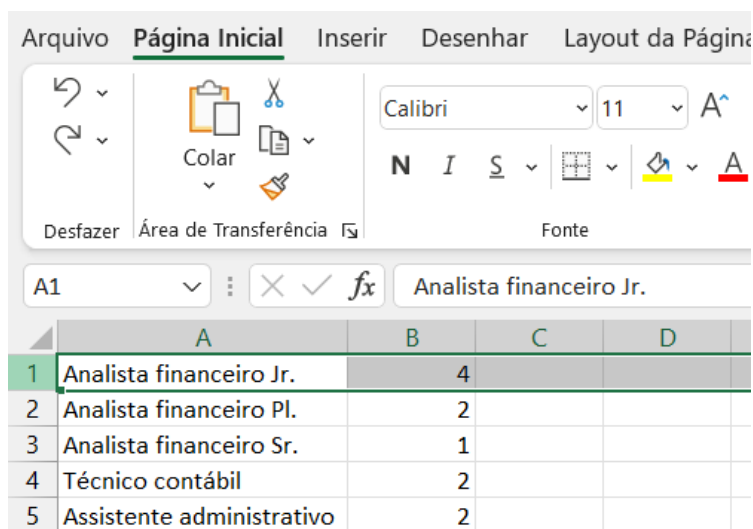 Arquivo Página Inicial Inserir Desenhar Layout da Página
Calibri 11 A^
Colar
N I S A
Desfazer Área de Transferência Fonte
A1 fx Analista financeiro Jr.
A B C D
1 Analista financeiro Jr. 4
2 Analista financeiro Pl. 2
3 Analista financeiro Sr. 1
4 Técnico contábil 2
5 Assistente administrativo 2